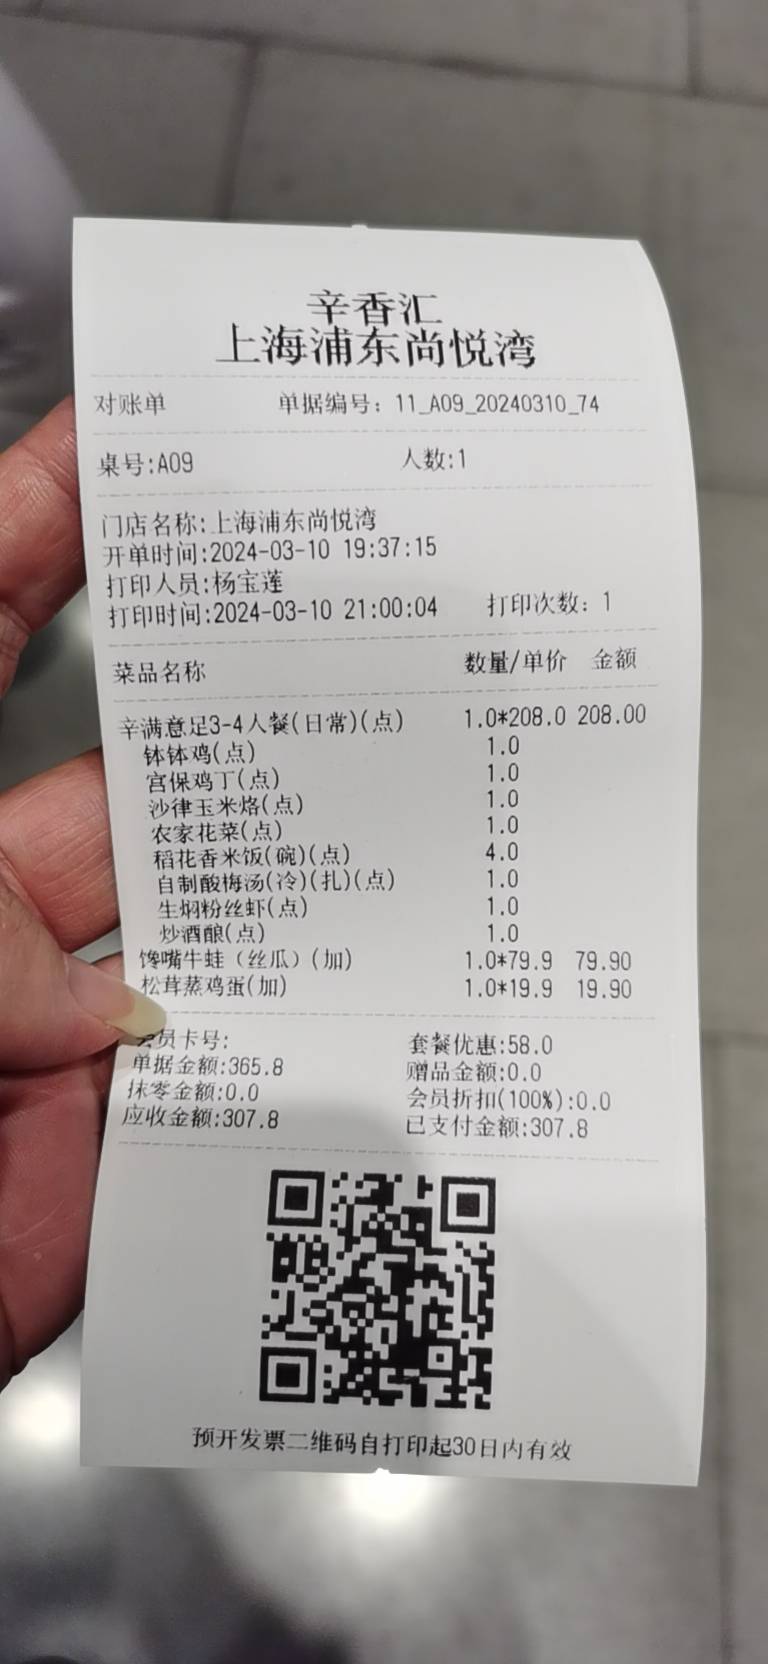 辛香汇
上海浦东尚悦湾
对账单 单据编号：11_A09_20240310_74
桌号:A09 人数:1
门店名称:上海浦东尚悦湾
开单时间:2024-03-10 19:37:15
打印人员:杨宝莲
打印时间:2024-03-10 21:00:04 打印次数：1
菜品名称 数量/单价 金额
辛满意足3-4人餐(日常)(点) 1.0*208.0 208.00
钵钵鸡(点) 1.0
宫保鸡丁(点) 1.0
沙律玉米烙(点) 1.0
农家花菜(点) 1.0
稻花香米饭(碗)(点) 4.0
自制酸梅汤(冷)(扎)(点) 1.0
生焖粉丝虾(点) 1.0
炒酒酿(点) 1.0
馋嘴牛蛙（丝瓜）(加) 1.0*79.9 79.90
松茸蒸鸡蛋(加) 1.0*19.9 19.90
会员卡号: 套餐优惠:58.0
单据金额:365.8 赠品金额:0.0
抹零金额:0.0 会员折扣(100%):0.0
应收金额:307.8 已支付金额:307.8
预开发票二维码自打印起30日内有效